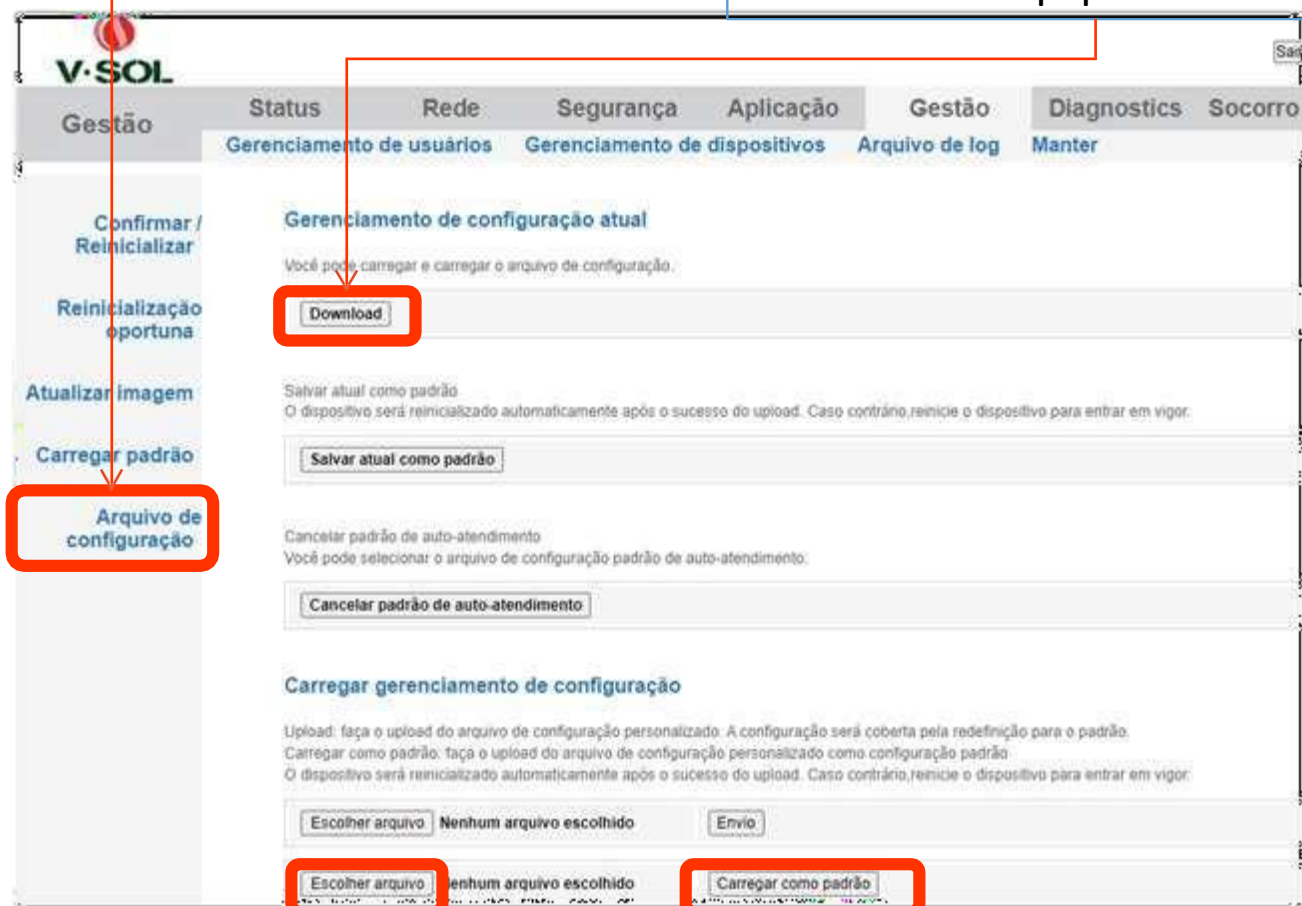 V·SOL
Gestão
Status Rede Segurança Aplicação Gestão Diagnostics Socorro
Gerenciamento de usuários Gerenciamento de dispositivos Arquivo de log Manter
Confirmar /
Reinicializar
Reinicialização
oportuna
Atualizar imagem
Carregar padrão
Arquivo de
configuração
Gerenciamento de configuração atual
Você pode carregar e carregar o arquivo de configuração.
Download
Salvar atual como padrão
O dispositivo será reinicializado automaticamente após o sucesso do upload. Caso contrário,reinicie o dispositivo para entrar em vigor.
Salvar atual como padrão
Cancelar padrão de auto-atendimento
Você pode selecionar o arquivo de configuração padrão de auto-atendimento.
Cancelar padrão de auto-atendimento
Carregar gerenciamento de configuração
Upload: faça o upload do arquivo de configuração personalizado. A configuração será coberta pela redefinição para o padrão.
Carregar como padrão: faça o upload do arquivo de configuração personalizado como configuração padrão
O dispositivo será reinicializado automaticamente após o sucesso do upload. Caso contrário,reinicie o dispositivo para entrar em vigor.
Escolher arquivo Nenhum arquivo escolhido Envio
Escolher arquivo Nenhum arquivo escolhido Carregar como padrão